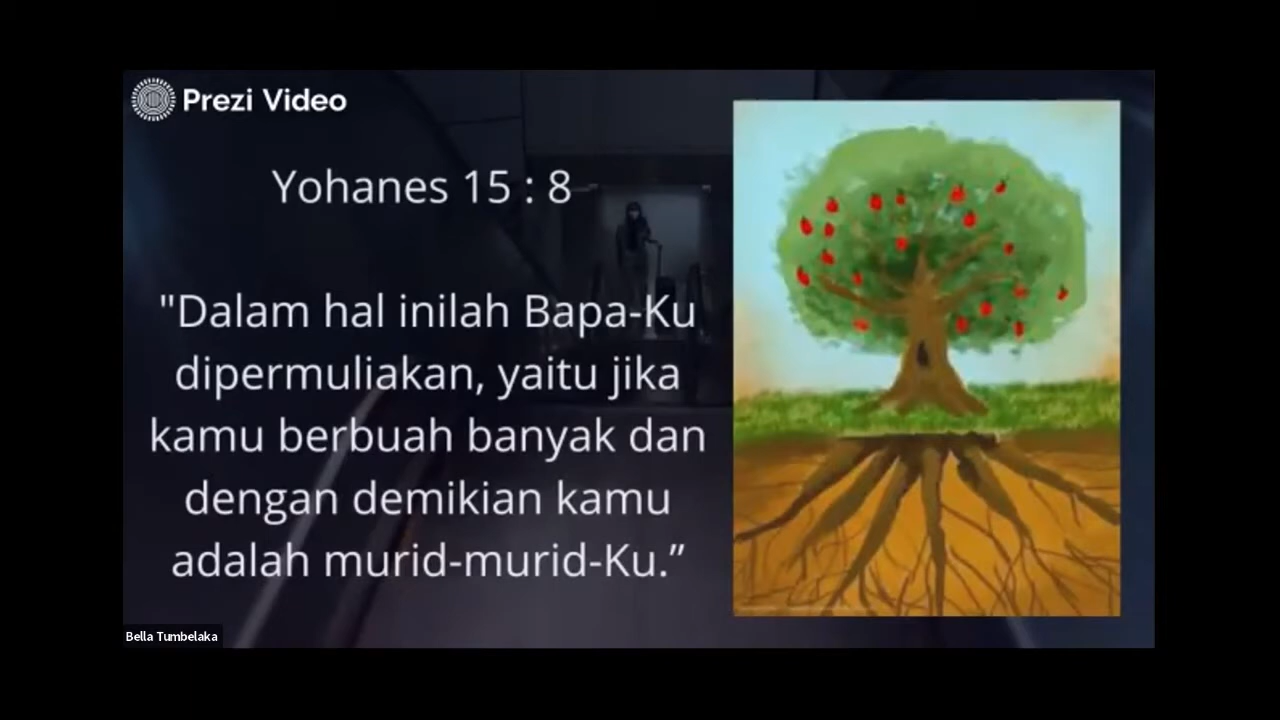 Prezi Video
Yohanes 15 : 8
"Dalam hal inilah Bapa-Ku
dipermuliakan, yaitu jika
kamu berbuah banyak dan
dengan demikian kamu
adalah murid-murid-Ku.”
Bella Tumbelaka